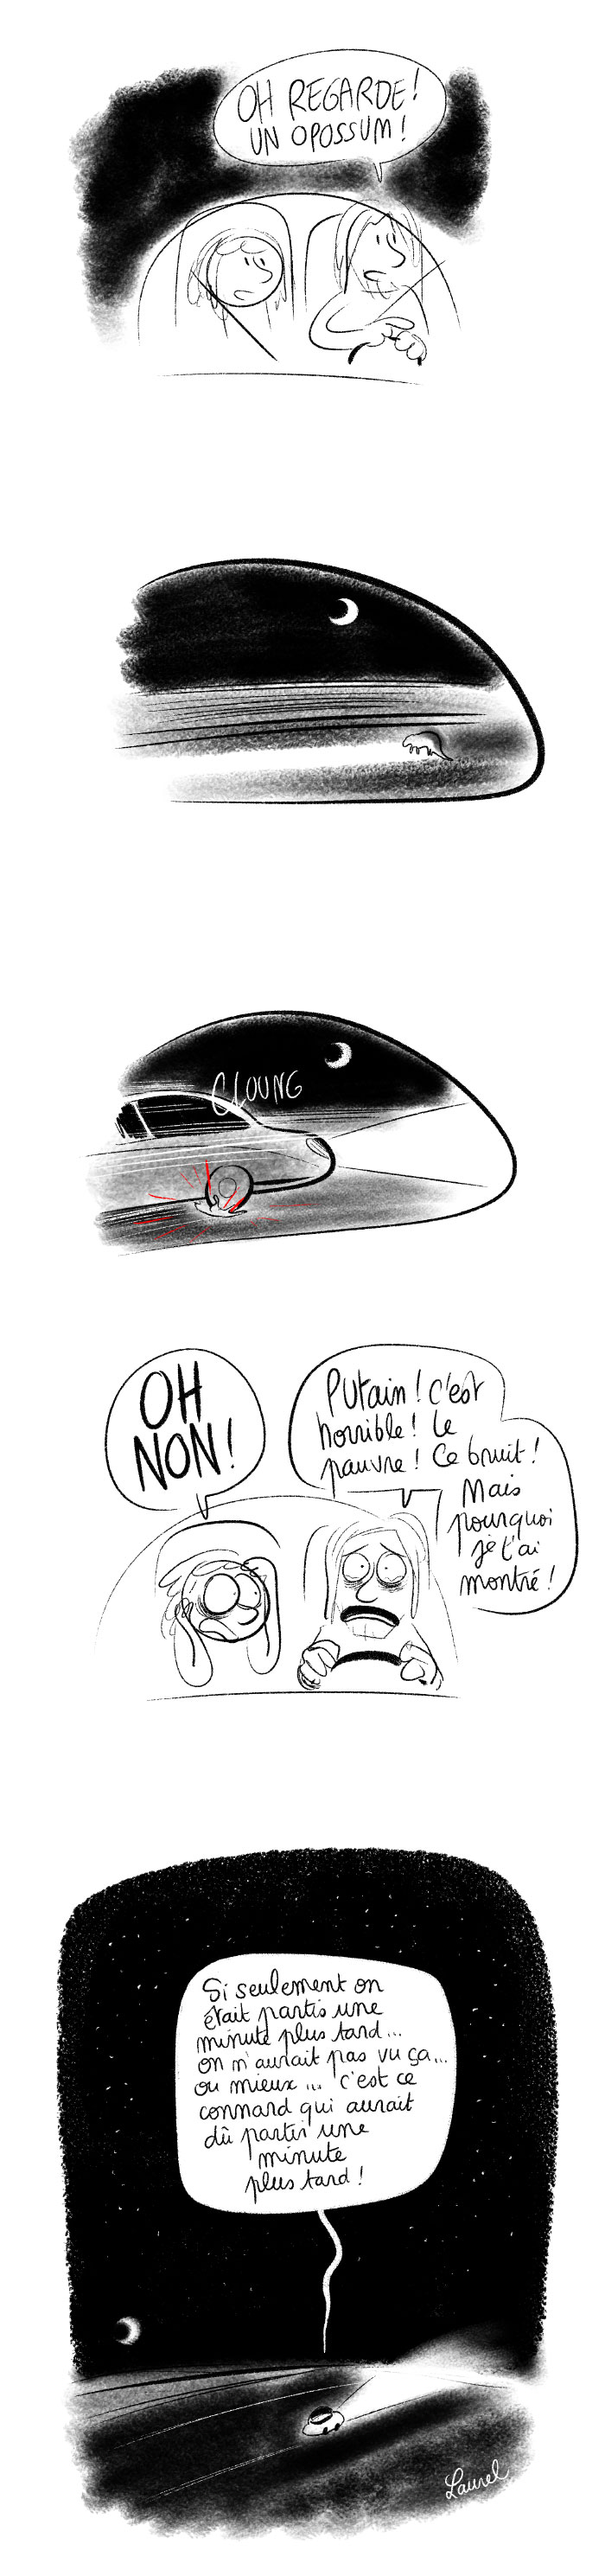 OH REGARDE!
UN OPOSSUM!
CLOUNG
OH
NON!
Putain! c'est
horrible! Le
pauvre! Ce bruit!
Mais
pourquoi
je t'ai
montré!
Si seulement on
était partis une
minute plus tard...
on n'aurait pas vu ça...
ou mieux... c'est ce
connard qui aurait
dû partir une
minute
plus tard!
Laurel